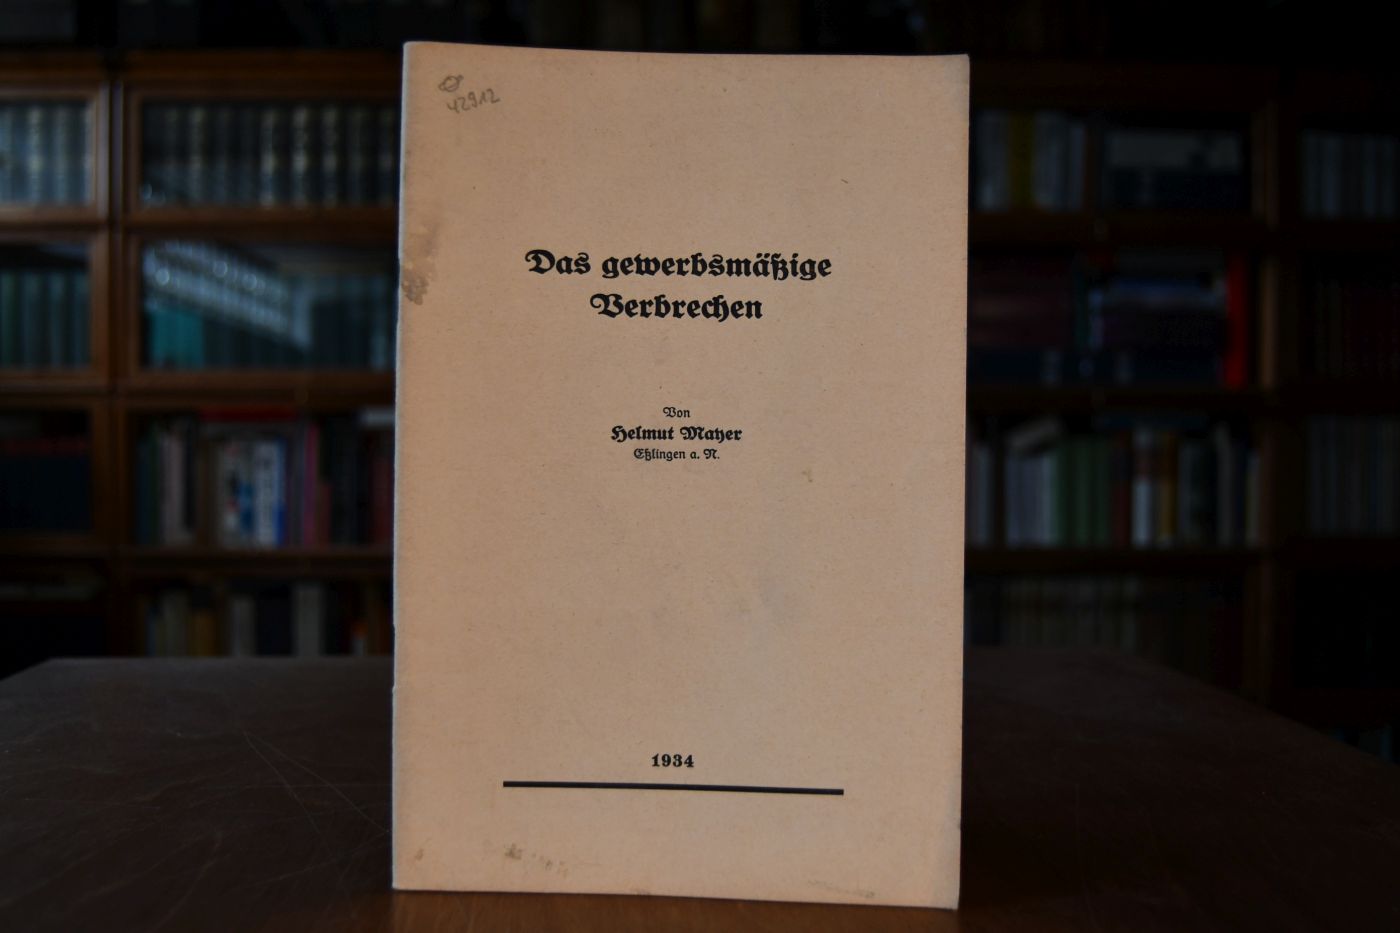 42912
Das gewerbsmäßige
Verbrechen
Von
Helmut Mayer
Eßlingen a. N.
1934